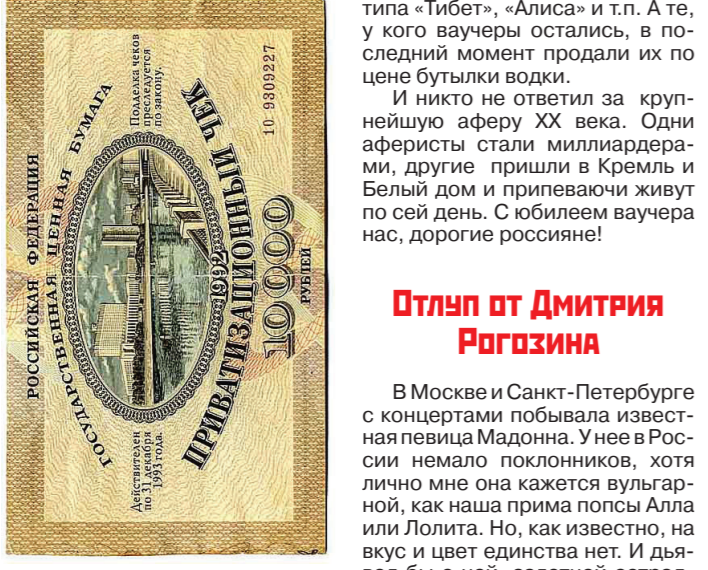 РОССИЙСКАЯ ФЕДЕРАЦИЯ
ГОСУДАРСТВЕННАЯ ЦЕННАЯ БУМАГА
Действителен
по 31 декабря
1993 года.
Подделка чеков
преследуется
по закону.
1992
ПРИВАТИЗАЦИОННЫЙ ЧЕК
10000
РУБЛЕЙ
10 9309227
типа «Тибет», «Алиса» и т.п. А те,
у кого ваучеры остались, в по-
следний момент продали их по
цене бутылки водки.
И никто не ответил за круп-
нейшую аферу XX века. Одни
аферисты стали миллиардера-
ми, другие пришли в Кремль и
Белый дом и припеваючи живут
по сей день. С юбилеем ваучера
нас, дорогие россияне!
Отлуп от Дмитрия
Рогозина
В Москве и Санкт-Петербурге
с концертами побывала извест-
ная певица Мадонна. У нее в Рос-
сии немало поклонников, хотя
лично мне она кажется вульгар-
ной, как наша прима попсы Алла
или Лолита. Но, как известно, на
вкус и цвет единства нет. И дья-